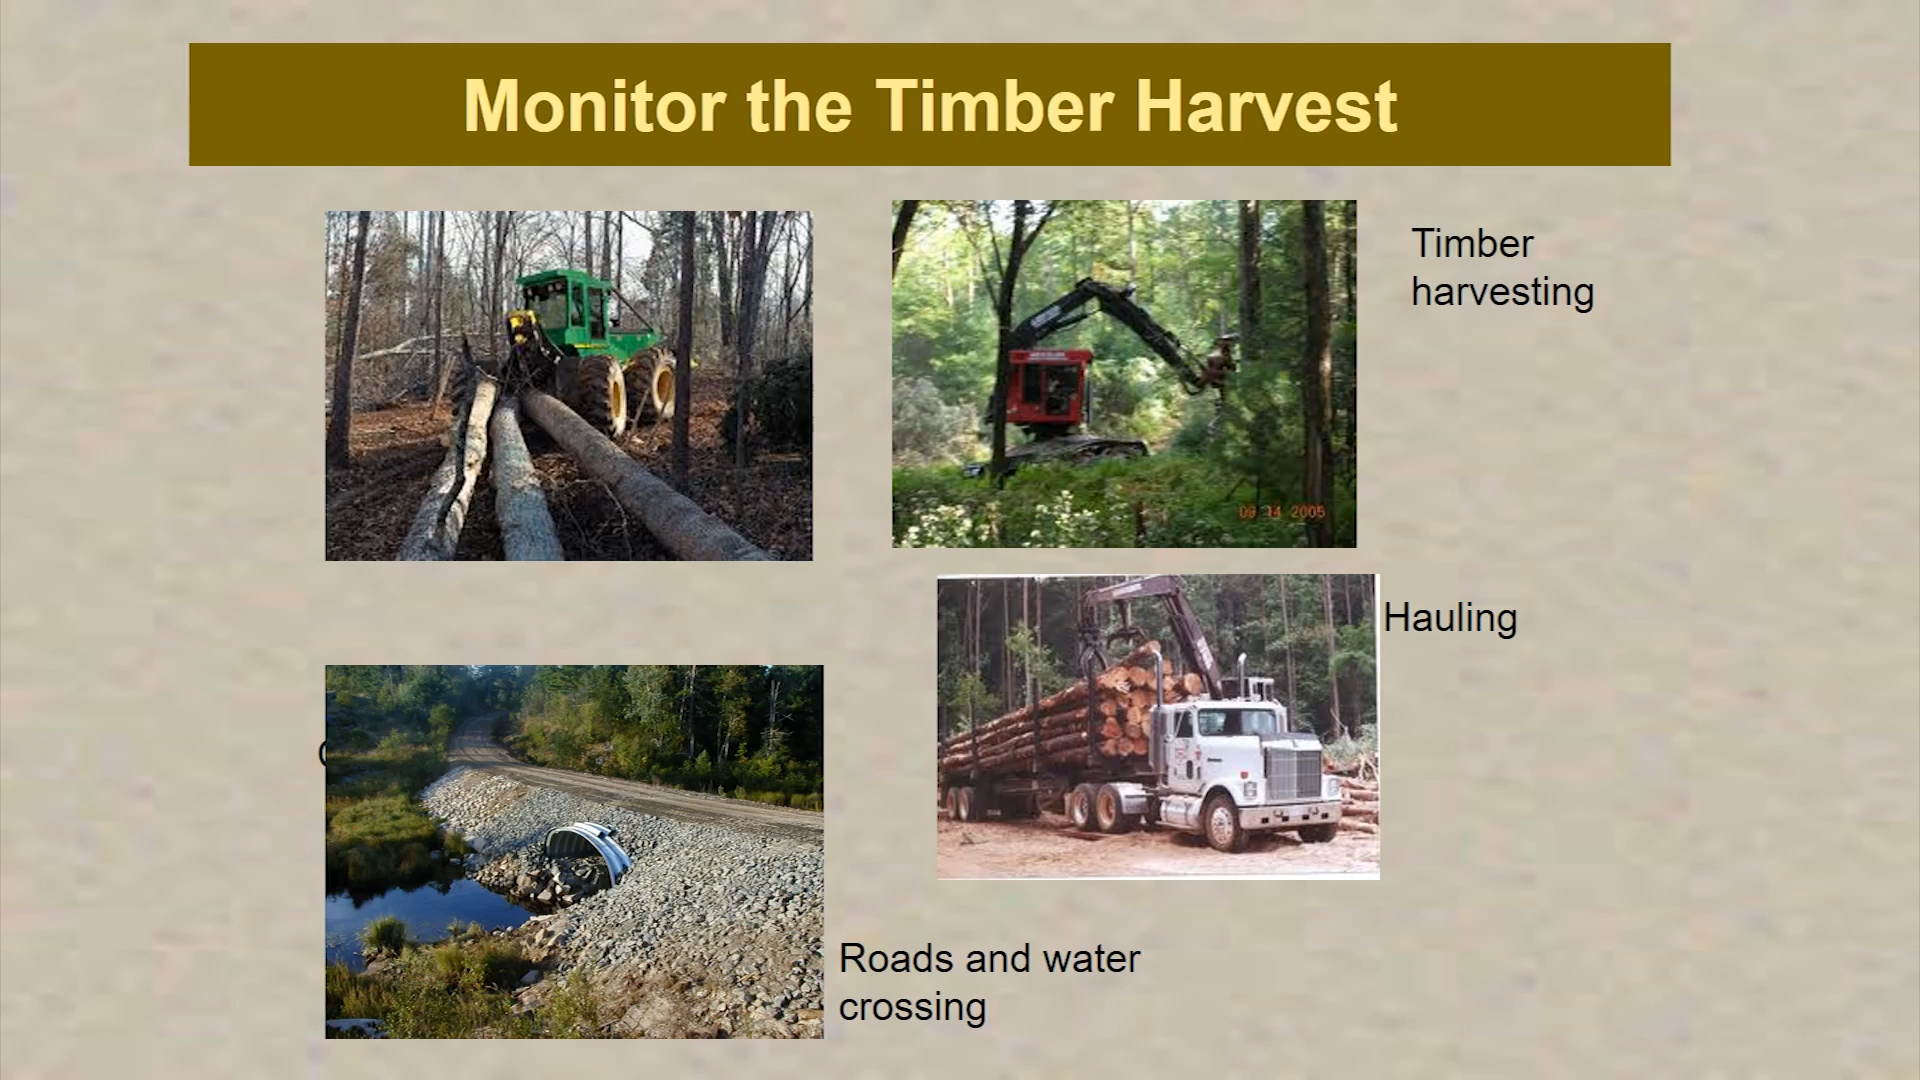 Monitor the Timber Harvest
Timber
harvesting
09 14 2005
Hauling
Roads and water
crossing